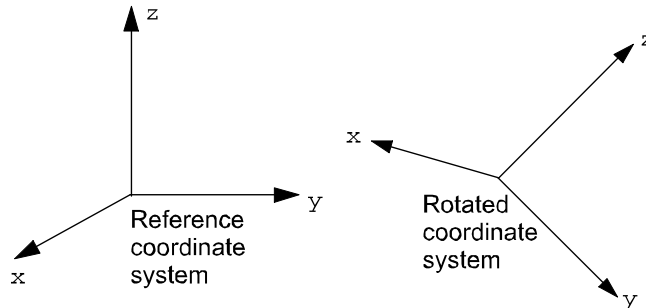 z
y
x
Reference
coordinate
system
z
x
y
Rotated
coordinate
system